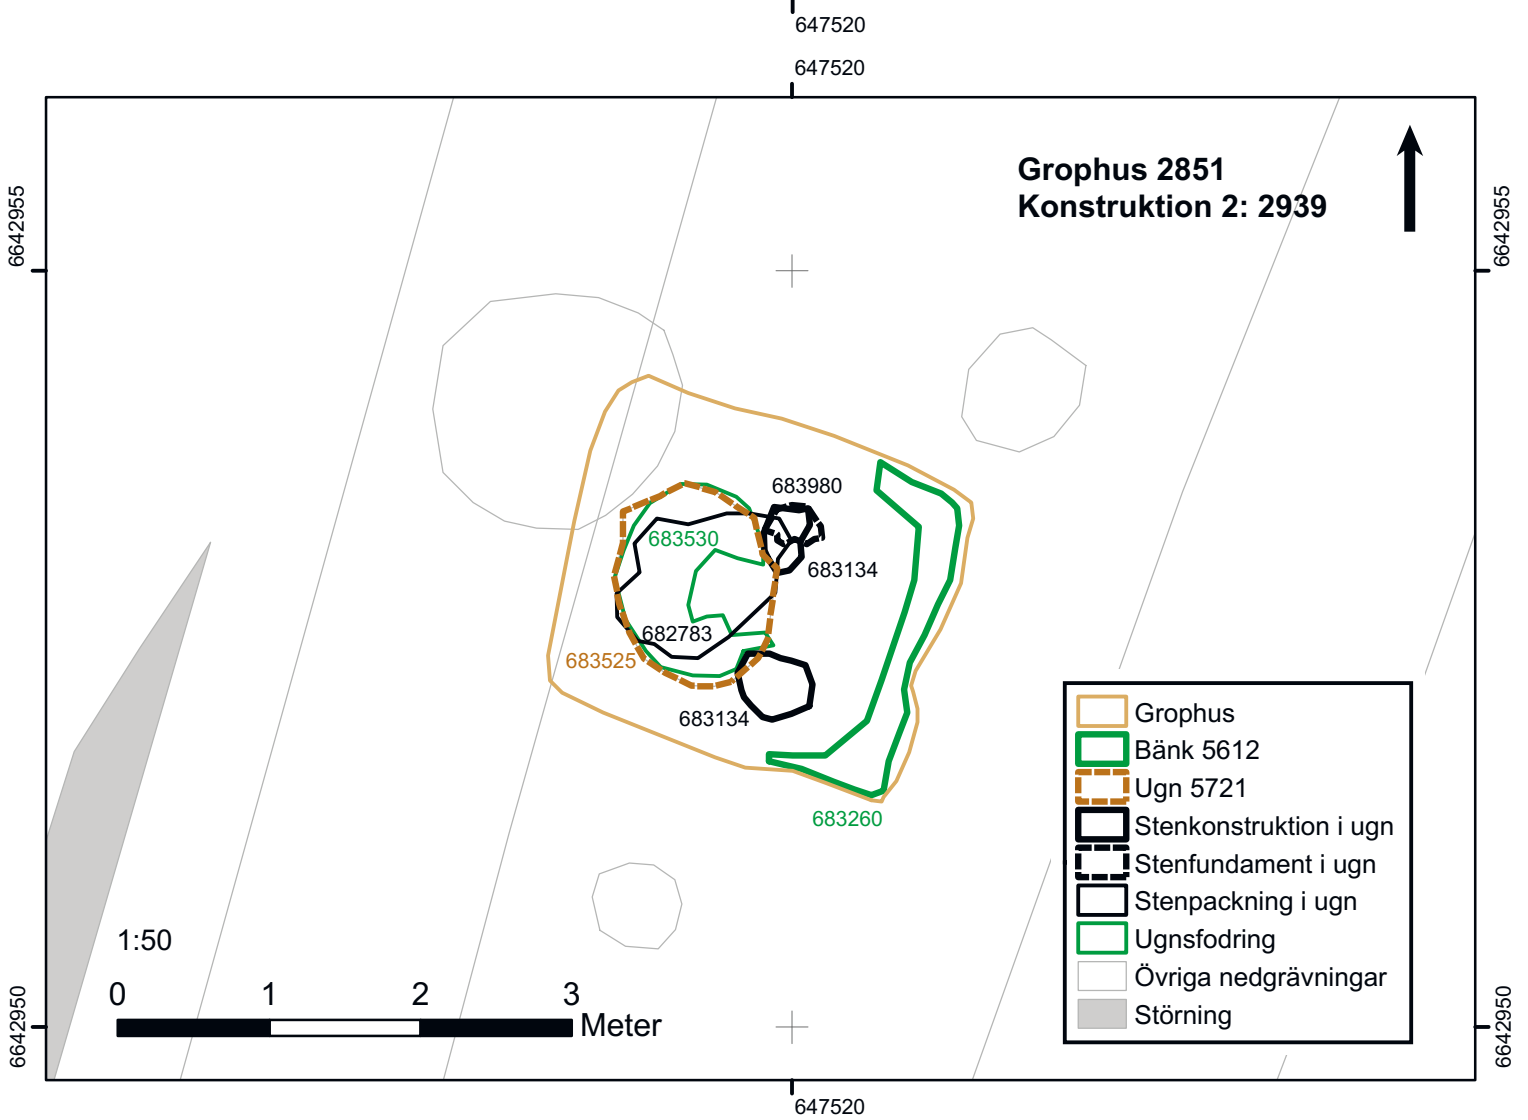 647520
647520
Grophus 2851
Konstruktion 2: 2939
6642955
6642955
683980
683530
683134
682783
683525
683134
683260
Grophus
Bänk 5612
Ugn 5721
Stenkonstruktion i ugn
Stenfundament i ugn
Stenpackning i ugn
Ugnsfodring
Övriga nedgrävningar
Störning
1:50
0 1 2 3
Meter
6642950
6642950
647520